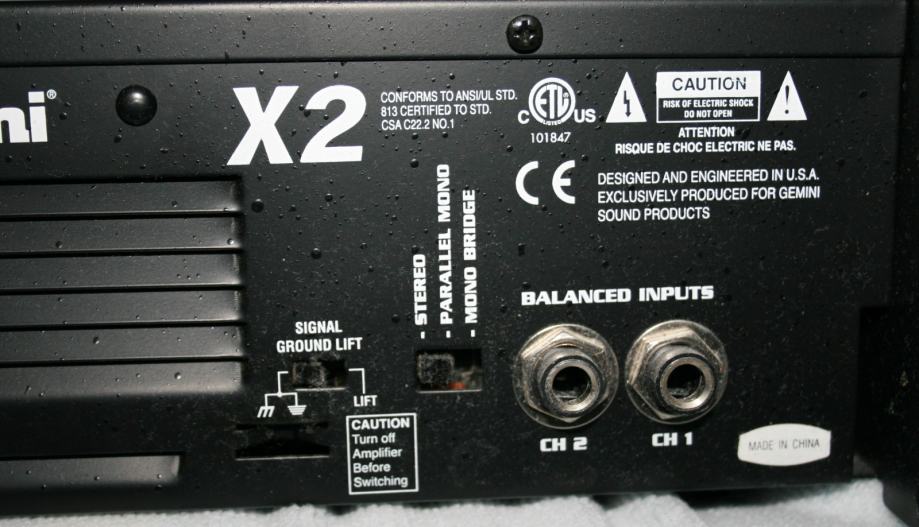 ni®
X2
CONFORMS TO ANSI/UL STD.
813 CERTIFIED TO STD.
CSA C22.2 NO.1
C ETL US
LISTED
101847
CAUTION
RISK OF ELECTRIC SHOCK
DO NOT OPEN
ATTENTION
RISQUE DE CHOC ELECTRIC NE PAS.
CE
DESIGNED AND ENGINEERED IN U.S.A.
EXCLUSIVELY PRODUCED FOR GEMINI
SOUND PRODUCTS
- STEREO
- PARALLEL MONO
- MONO BRIDGE
BALANCED INPUTS
SIGNAL
GROUND LIFT
LIFT
CAUTION
Turn off
Amplifier
Before
Switching
CH 2
CH 1
MADE IN CHINA